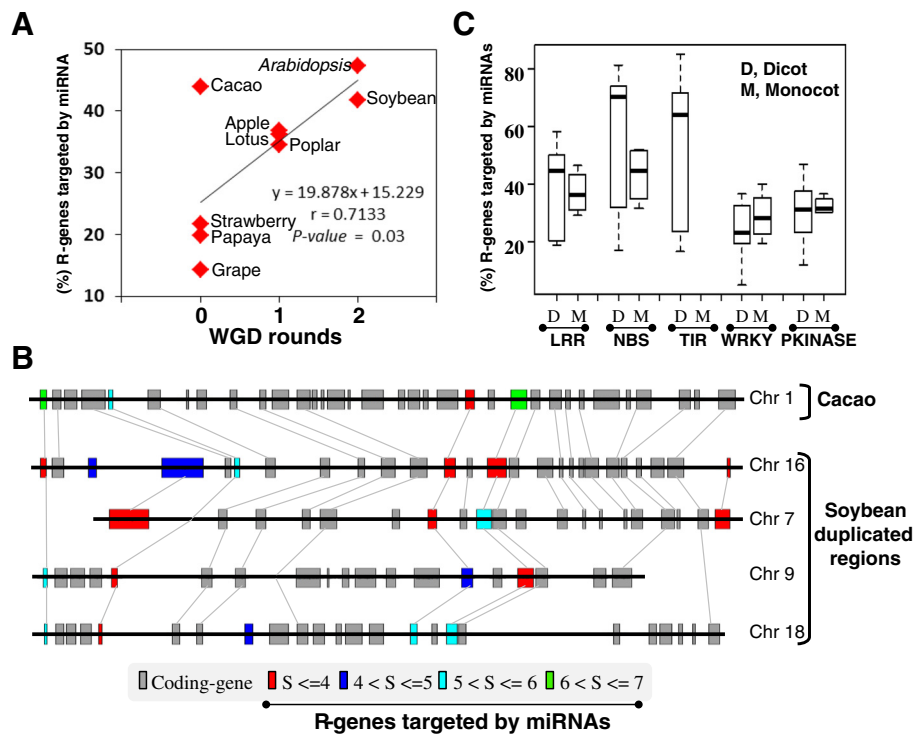 A
(%) R-genes targeted by miRNA
50
40
30
20
10
Arabidopsis
Cacao
Soybean
Apple
Lotus
Poplar
y = 19.878x+15.229
r = 0.7133
P-value = 0.03
Strawberry
Papaya
Grape
0 1 2
WGD rounds
C
(%) R-genes targeted by miRNAs
80
60
40
20
D, Dicot
M, Monocot
D M D M D M D M D M
LRR NBS TIR WRKY PKINASE
B
Chr 1
Cacao
Chr 16
Chr 7
Chr 9
Chr 18
Soybean
duplicated
regions
Coding-gene S <=4 4 < S <=5 5 < S <= 6 6 < S <= 7
R-genes targeted by miRNAs